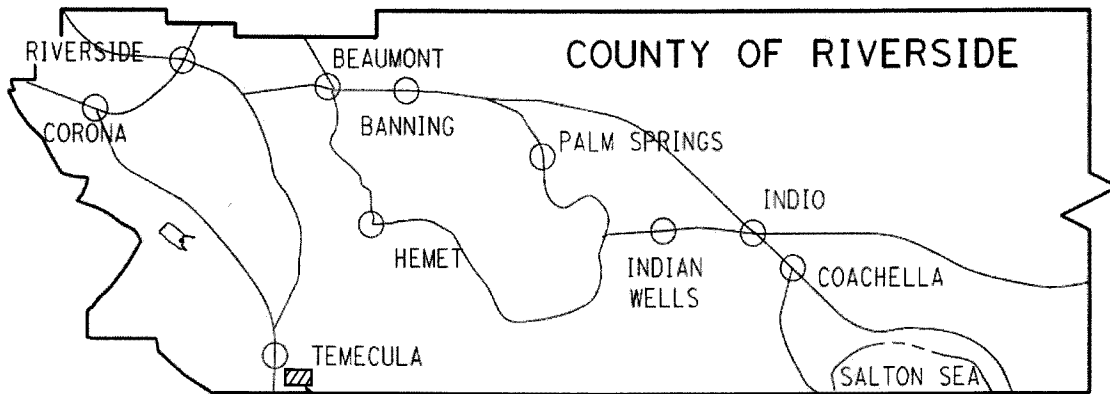 COUNTY OF RIVERSIDE
RIVERSIDE
BEAUMONT
CORONA
BANNING
PALM SPRINGS
INDIO
HEMET
INDIAN
WELLS
COACHELLA
TEMECULA
SALTON SEA